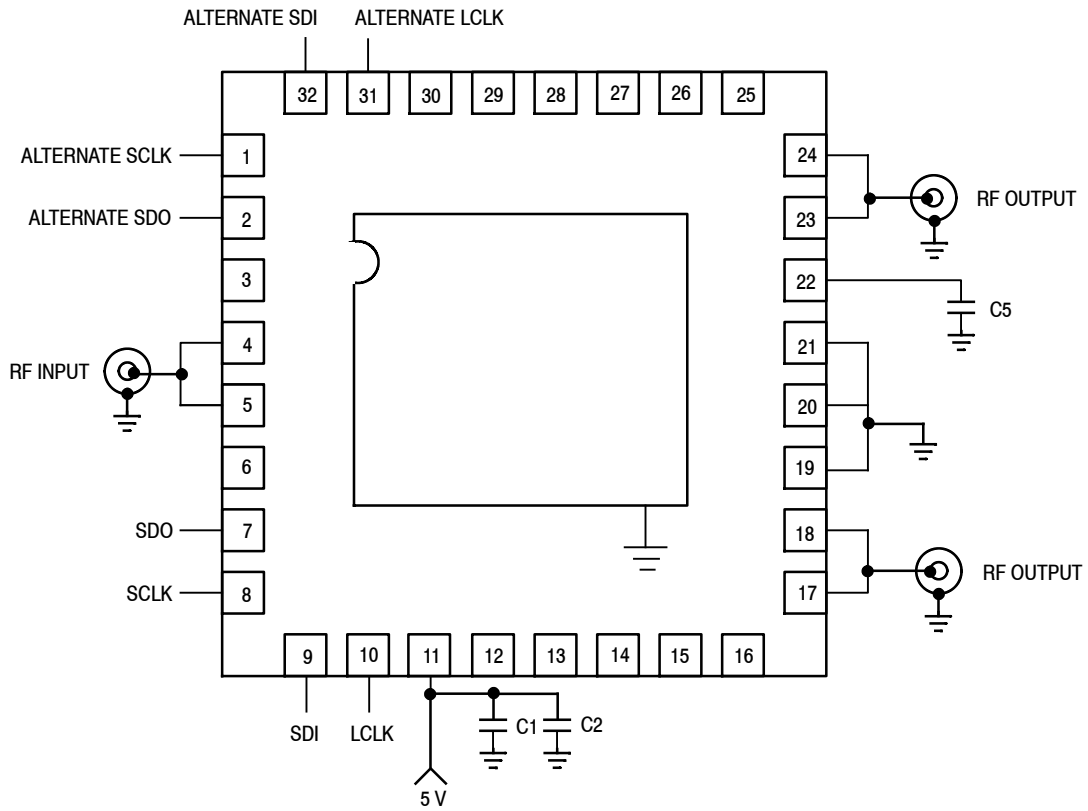 ALTERNATE SDI ALTERNATE LCLK
32 31 30 29 28 27 26 25
ALTERNATE SCLK 1 24
RF OUTPUT
ALTERNATE SDO 2 23
3 22
C5
4 21
RF INPUT
5 20
6 19
SDO 7 18
RF OUTPUT
SCLK 8 17
9 10 11 12 13 14 15 16
SDI LCLK C1 C2
5 V